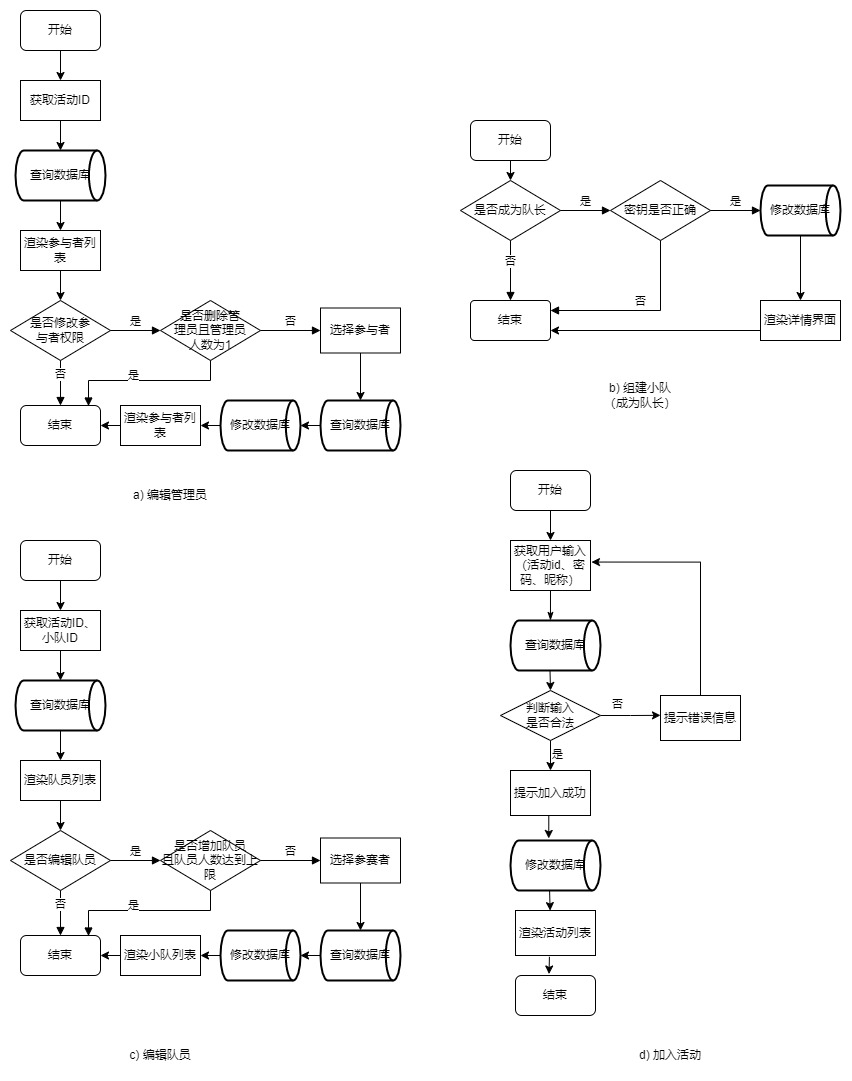 开始
获取活动ID
查询数据库
渲染参与者列
表
是否修改参
与者权限
是
是否删除管
理员且管理员
人数为1
否
选择参与者
否
是
结束
渲染参与者列
表
修改数据库
查询数据库
a) 编辑管理员
开始
是否成为队长
是
密钥是否正确
是
修改数据库
否
否
结束
渲染详情界面
b) 组建小队
（成为队长）
开始
获取活动ID、
小队ID
查询数据库
渲染队员列表
是否编辑队员
是
是否增加队员
且队员人数达到上
限
否
选择参赛者
否
是
结束
渲染小队列表
修改数据库
查询数据库
c) 编辑队员
开始
获取用户输入
（活动id、密
码、昵称）
查询数据库
判断输入
是否合法
否
提示错误信息
是
提示加入成功
修改数据库
渲染活动列表
结束
d) 加入活动